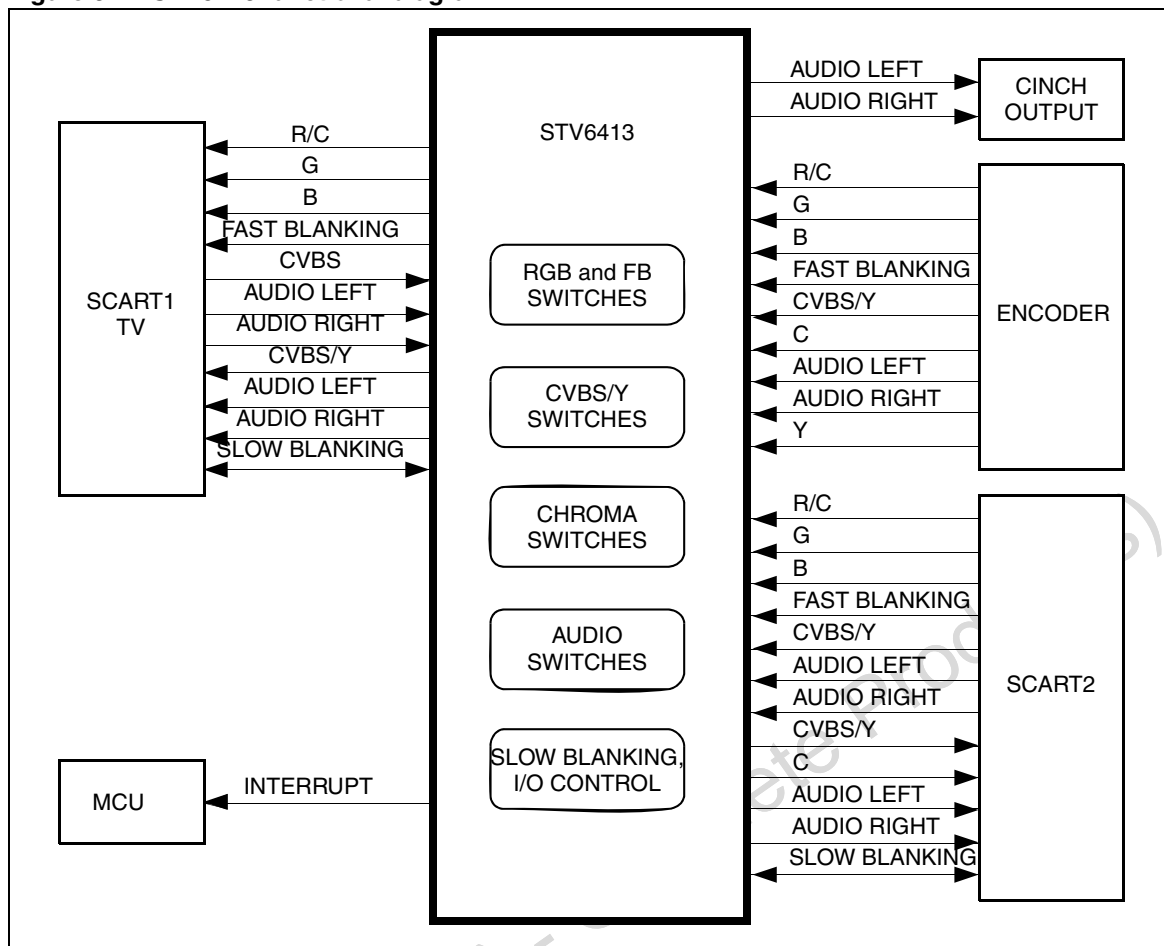 AUDIO LEFT
AUDIO RIGHT
CINCH
OUTPUT
STV6413
R/C
G
B
FAST BLANKING
CVBS
AUDIO LEFT
AUDIO RIGHT
CVBS/Y
AUDIO LEFT
AUDIO RIGHT
SLOW BLANKING
SCART1
TV
RGB and FB
SWITCHES
CVBS/Y
SWITCHES
CHROMA
SWITCHES
AUDIO
SWITCHES
SLOW BLANKING,
I/O CONTROL
R/C
G
B
FAST BLANKING
CVBS/Y
C
AUDIO LEFT
AUDIO RIGHT
Y
ENCODER
R/C
G
B
FAST BLANKING
CVBS/Y
AUDIO LEFT
AUDIO RIGHT
CVBS/Y
C
AUDIO LEFT
AUDIO RIGHT
SLOW BLANKING
SCART2
MCU
INTERRUPT